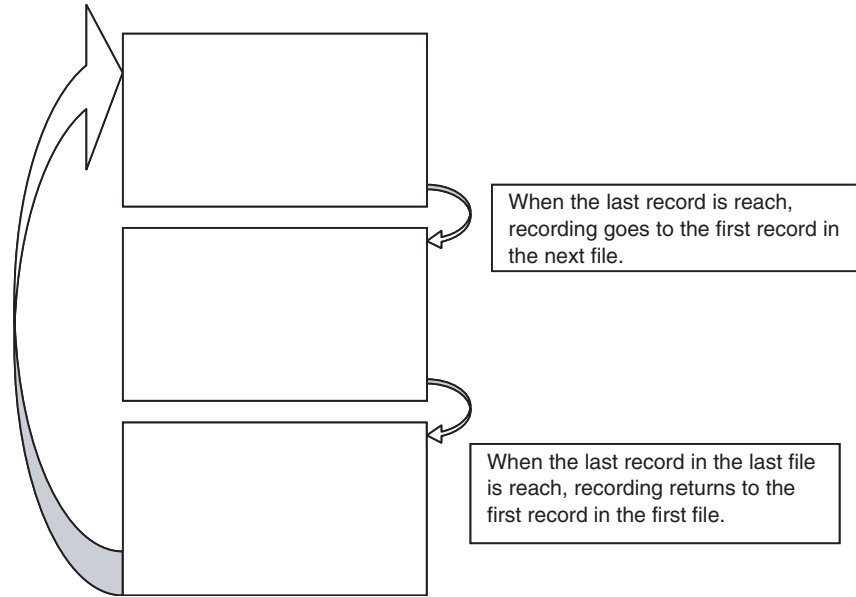 When the last record is reach,
recording goes to the first record in
the next file.
When the last record in the last file
is reach, recording returns to the
first record in the first file.